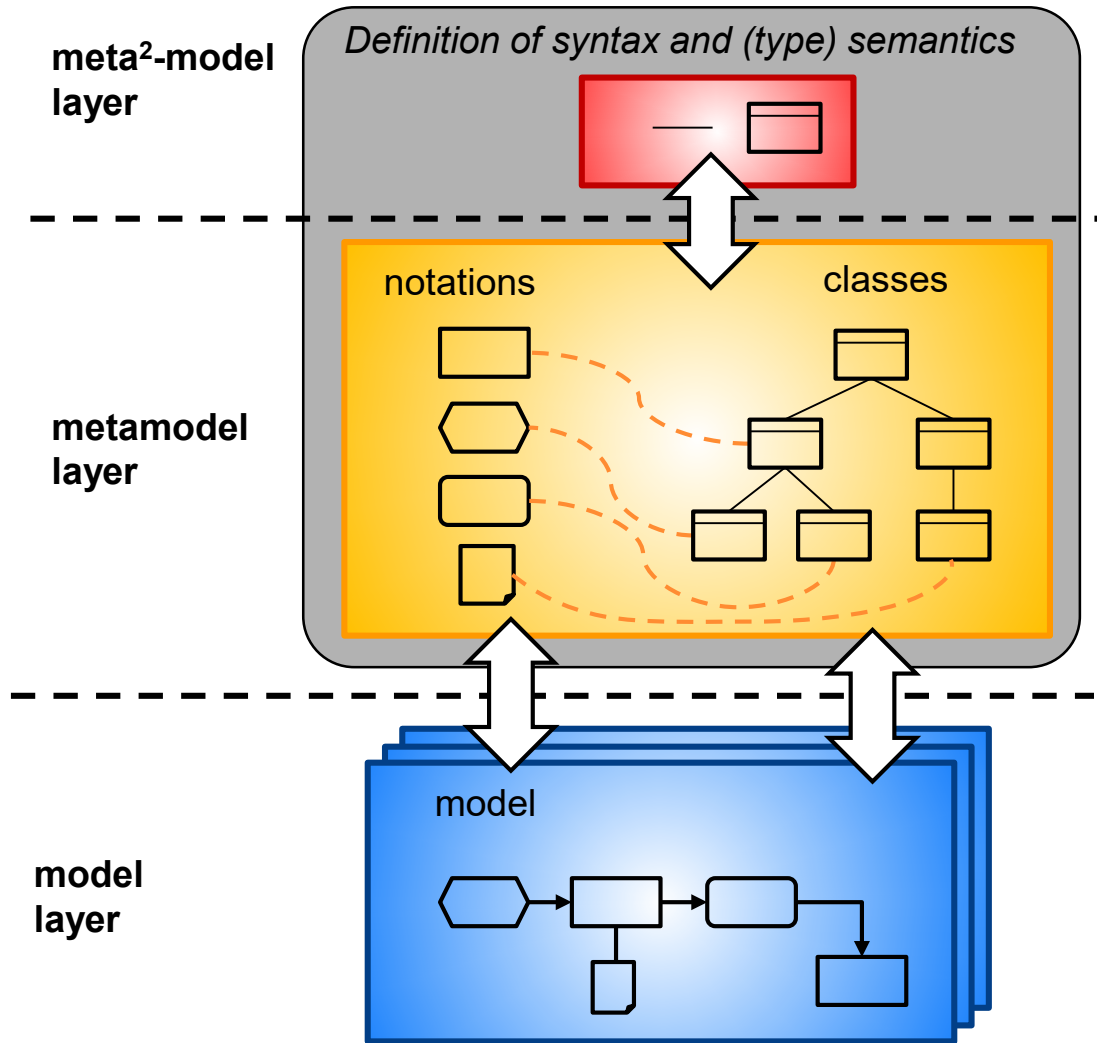 Definition of syntax and (type) semantics
meta²-model
layer
notations
classes
metamodel
layer
model
model
layer